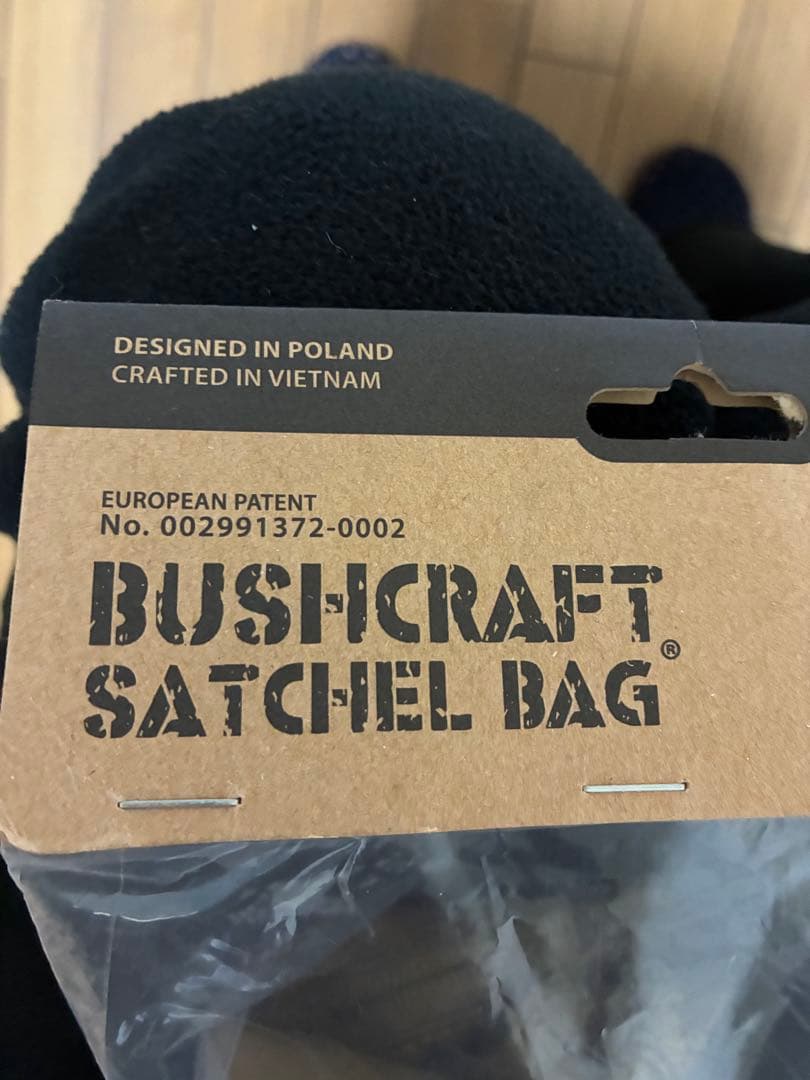 DESIGNED IN POLAND
CRAFTED IN VIETNAM
EUROPEAN PATENT
No. 002991372-0002
BUSHCRAFT
SATCHEL BAG®